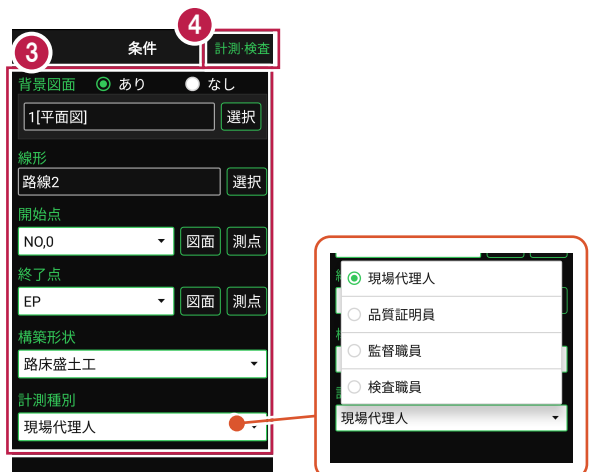 4
3
条件
計測・検査
背景図面 あり なし
1[平面図] 選択
線形
路線2 選択
開始点
NO,0 図面 測点
終了点
EP 図面 測点
構築形状
路床盛土工
計測種別
現場代理人
現場代理人
品質証明員
監督職員
検査職員
現場代理人